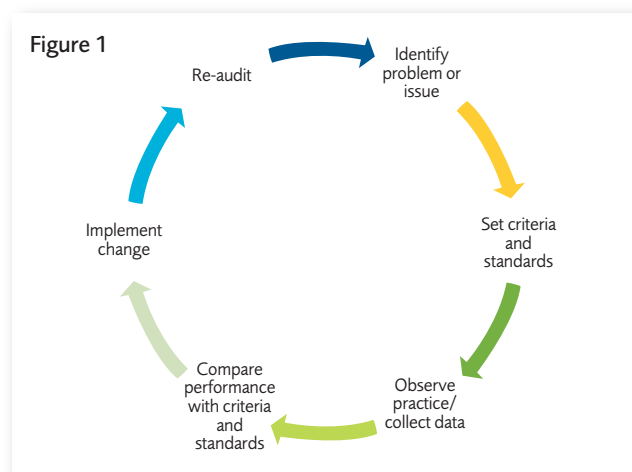 Figure 1
Re-audit
Identify
problem or
issue
Set criteria
and
standards
Observe
practice/
collect data
Compare
performance
with criteria
and
standards
Implement
change